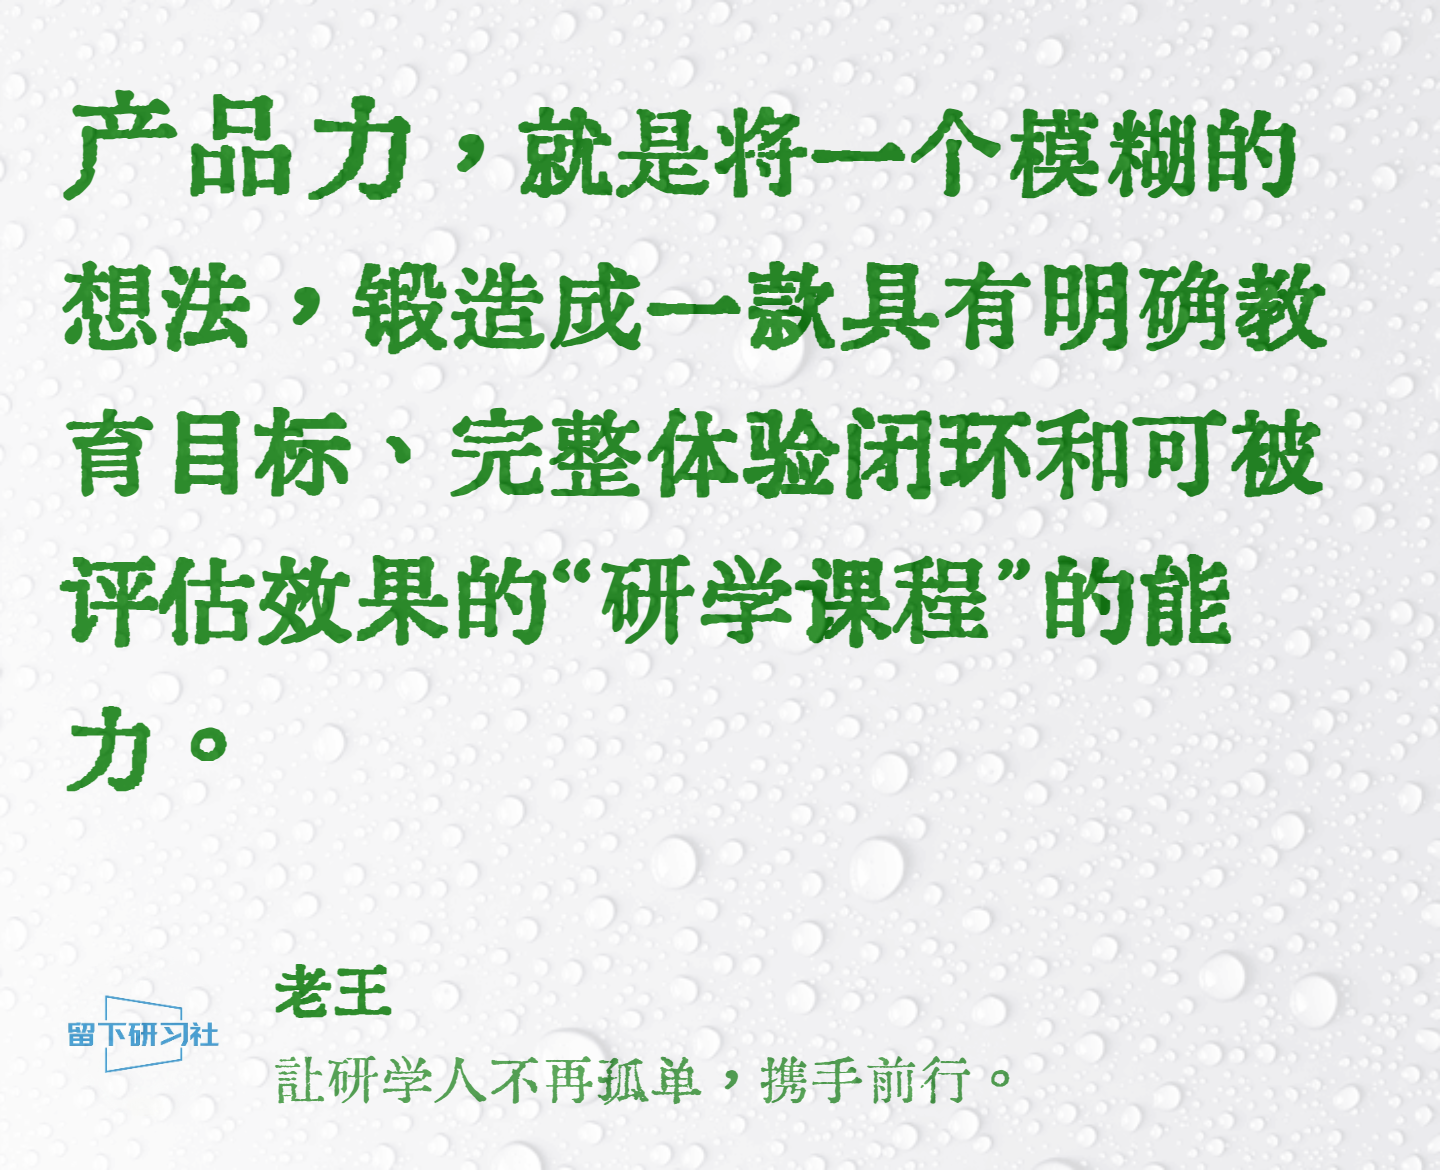 产品力，就是将一个模糊的
想法，锻造成一款具有明确教
育目标、完整体验闭环和可被
评估效果的“研学课程”的能
力。
老王
留下研习社
訁上研学人不再孤单，携手前行。